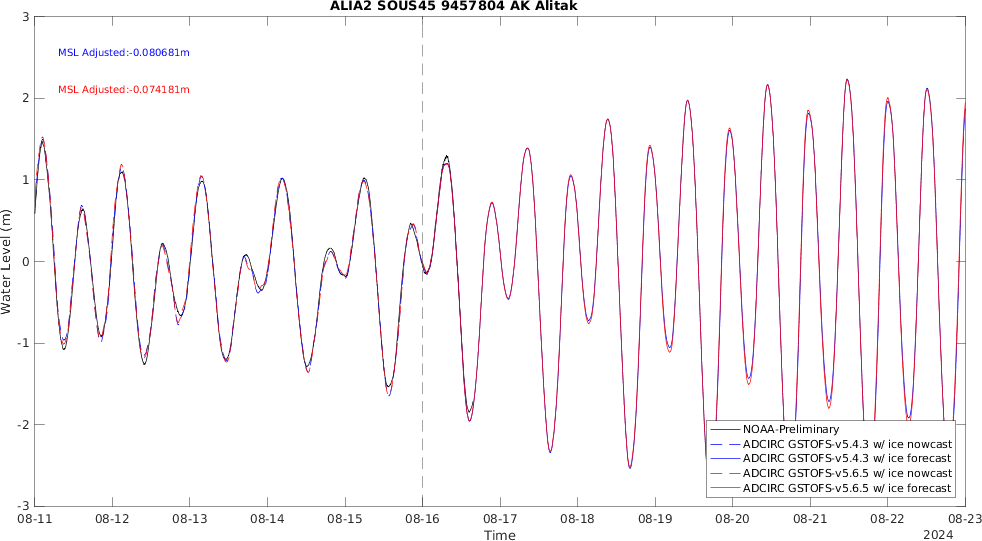 ALIA2 SOUS45 9457804 AK Alitak
MSL Adjusted:-0.080681m
MSL Adjusted:-0.074181m
3
2
1
0
-1
-2
-3
Water Level (m)
NOAA-Preliminary
ADCIRC GSTOFS-v5.4.3 w/ ice nowcast
ADCIRC GSTOFS-v5.4.3 w/ ice forecast
ADCIRC GSTOFS-v5.6.5 w/ ice nowcast
ADCIRC GSTOFS-v5.6.5 w/ ice forecast
08-11 08-12 08-13 08-14 08-15 08-16 08-17 08-18 08-19 08-20 08-21 08-22 08-23
Time
2024